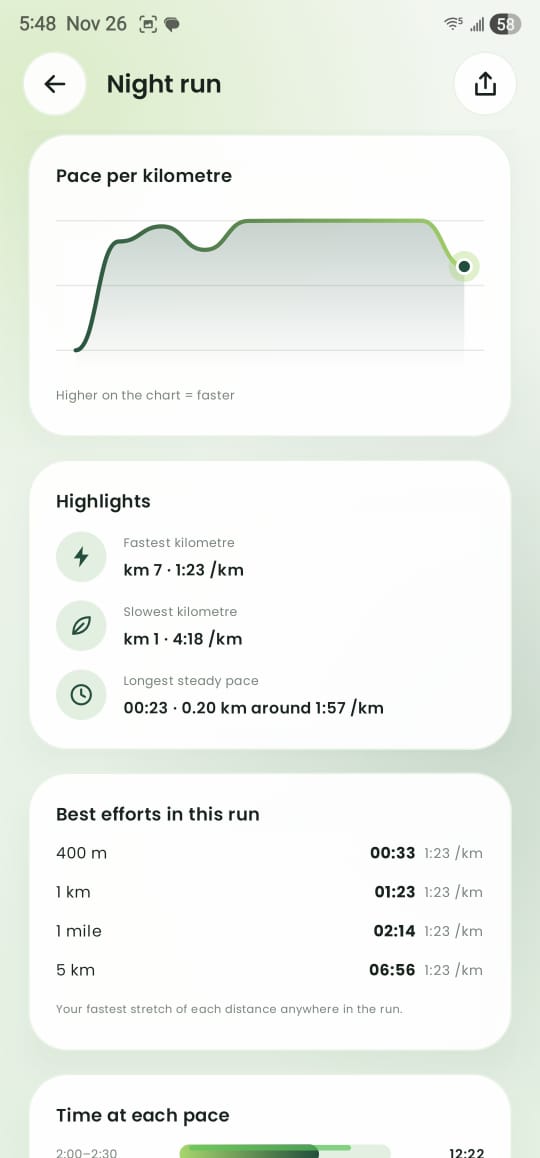 5:48 Nov 26
58
Night run
Pace per kilometre
Higher on the chart = faster
Highlights
Fastest kilometre
km 7 · 1:23 /km
Slowest kilometre
km 1 · 4:18 /km
Longest steady pace
00:23 · 0.20 km around 1:57 /km
Best efforts in this run
400 m 00:33 1:23 /km
1 km 01:23 1:23 /km
1 mile 02:14 1:23 /km
5 km 06:56 1:23 /km
Your fastest stretch of each distance anywhere in the run.
Time at each pace
2:00–2:30 12:22